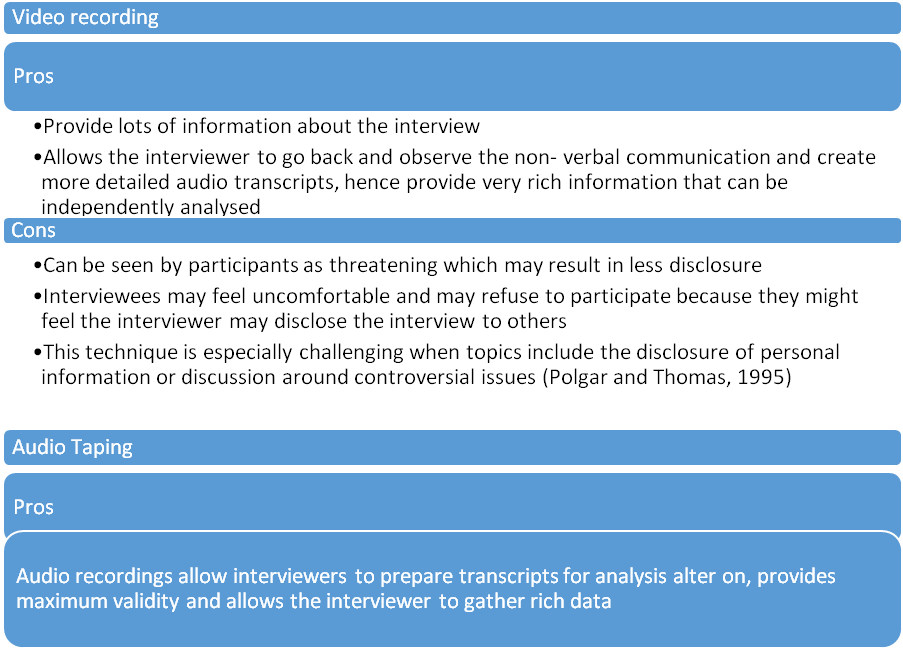 Video recording
Pros
•Provide lots of information about the interview
•Allows the interviewer to go back and observe the non- verbal communication and create
more detailed audio transcripts, hence provide very rich information that can be
independently analysed
Cons
•Can be seen by participants as threatening which may result in less disclosure
•Interviewees may feel uncomfortable and may refuse to participate because they might
feel the interviewer may disclose the interview to others
•This technique is especially challenging when topics include the disclosure of personal
information or discussion around controversial issues (Polgar and Thomas, 1995)
Audio Taping
Pros
Audio recordings allow interviewers to prepare transcripts for analysis alter on, provides
maximum validity and allows the interviewer to gather rich data